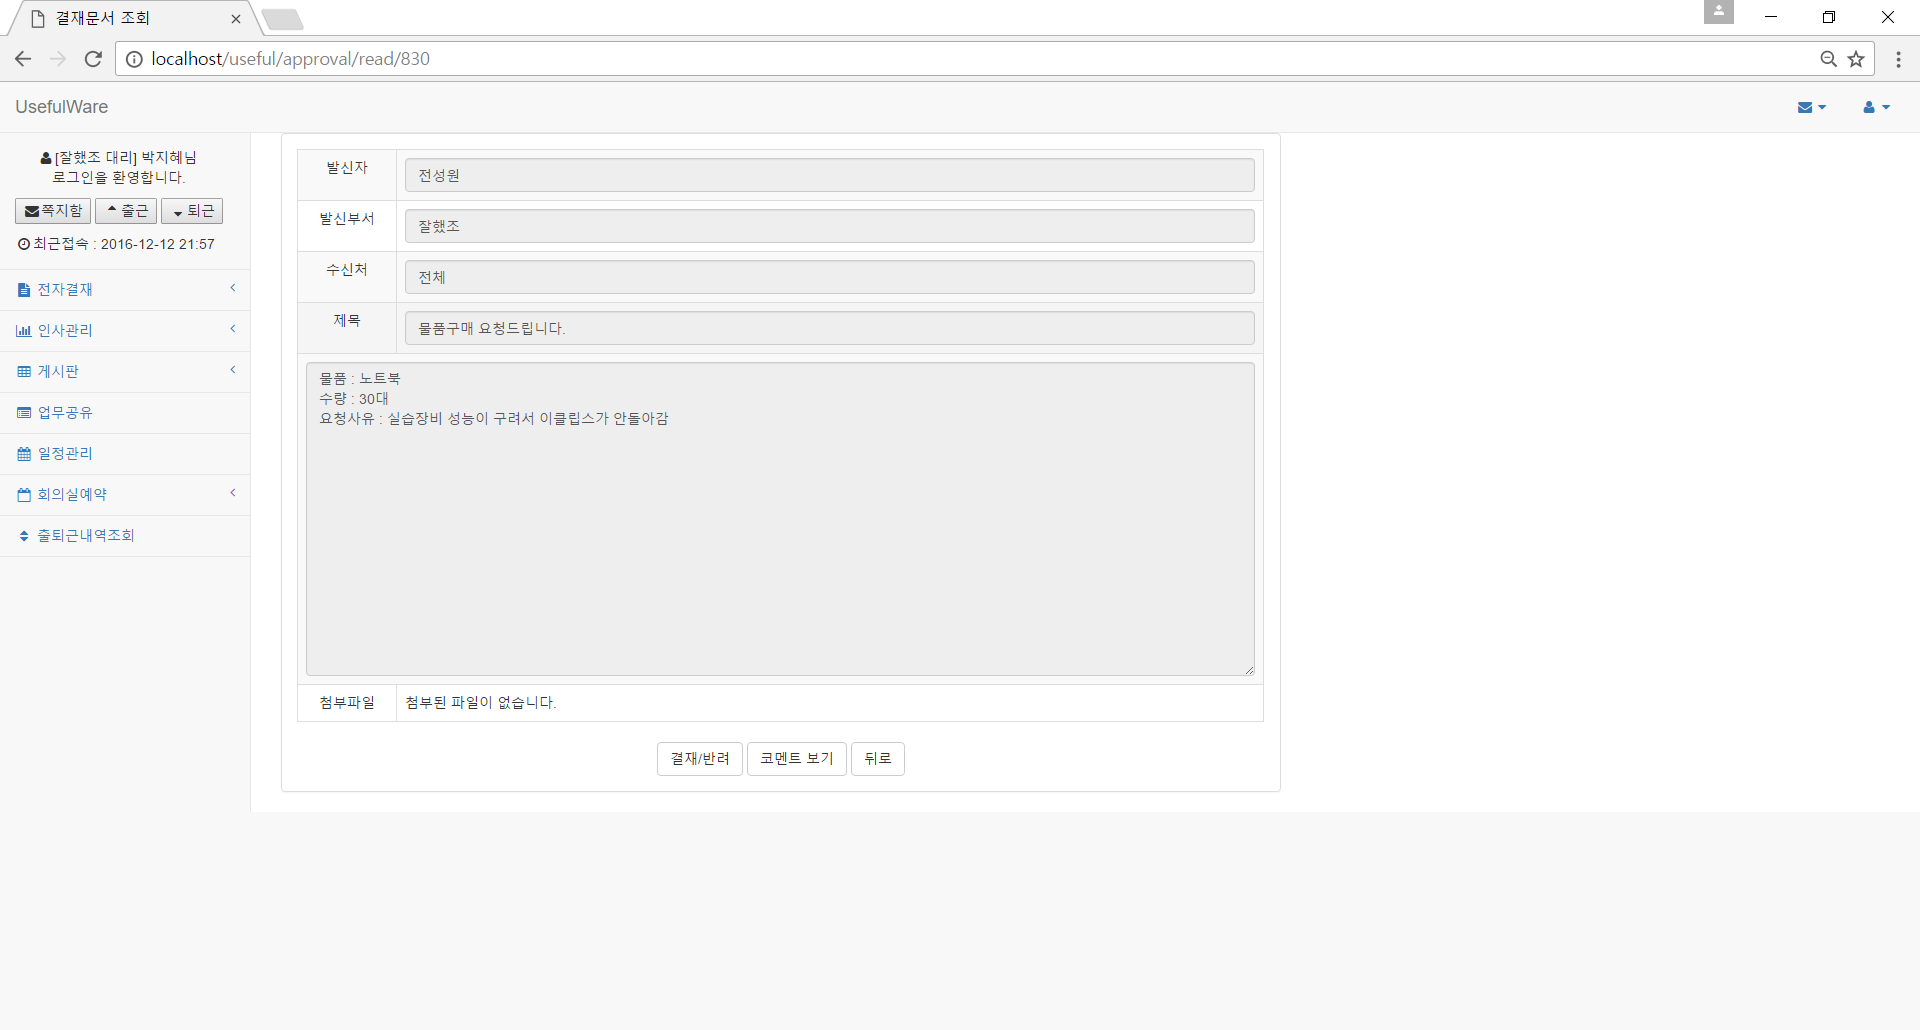 결재문서 조회
localhost/useful/approval/read/830
UsefulWare
[잘했조 대리] 박지혜님
로그인을 환영합니다.
쪽지함 출근 퇴근
최근접속 : 2016-12-12 21:57
전자결재
인사관리
게시판
업무공유
일정관리
회의실예약
출퇴근내역조회
발신자 전성원
발신부서 잘했조
수신처 전체
제목 물품구매 요청드립니다.
물품 : 노트북
수량 : 30대
요청사유 : 실습장비 성능이 구려서 이클립스가 안돌아감
첨부파일 첨부된 파일이 없습니다.
결재/반려 코멘트 보기 뒤로